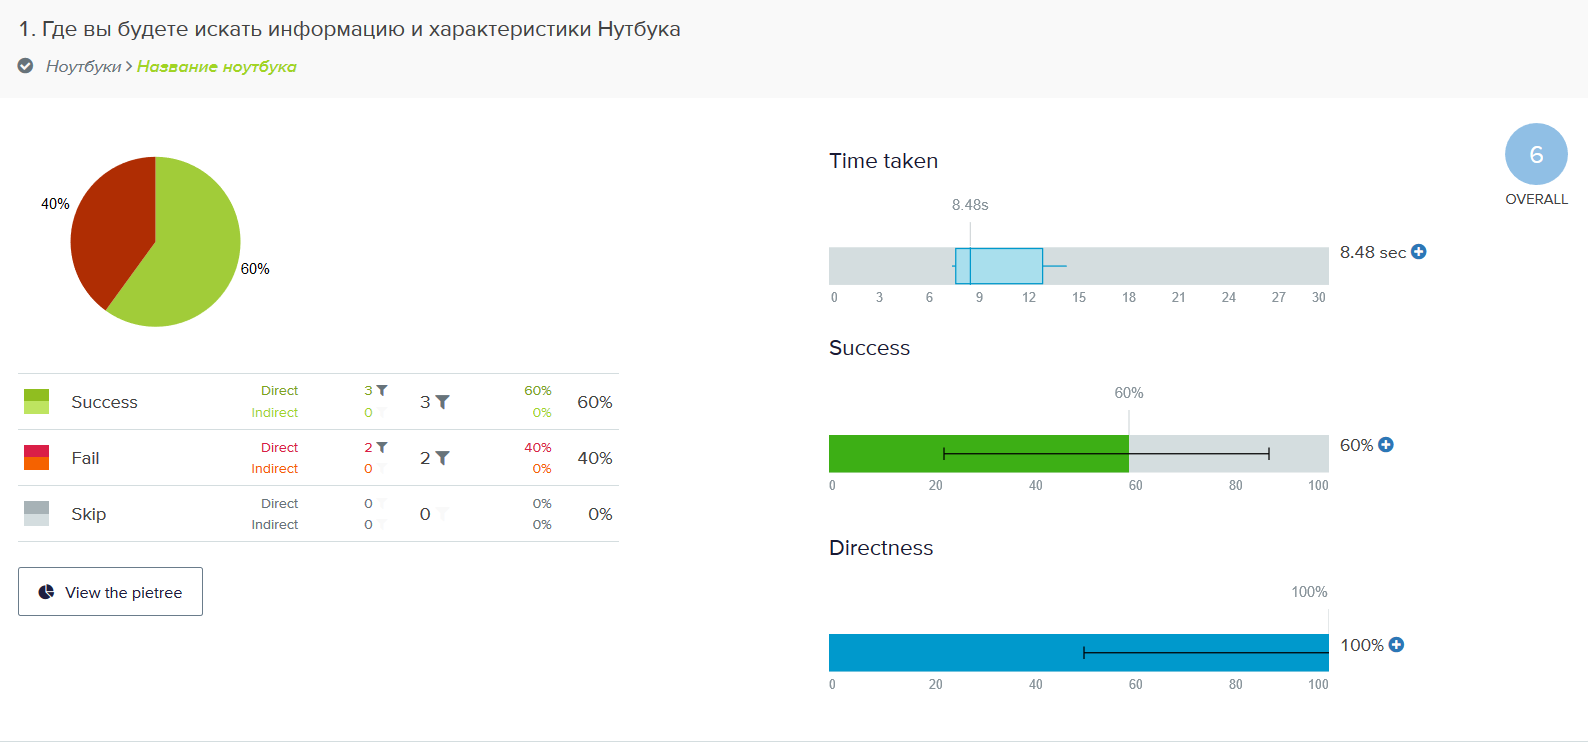 1. Где вы будете искать информацию и характеристики Нутбука
Ноутбуки > Название ноутбука
40%
60%
Success
Direct 3 60%
Indirect 0 0%
3 60%
Fail
Direct 2 40%
Indirect 0 0%
2 40%
Skip
Direct 0 0%
Indirect 0 0%
0 0%
View the pietree
Time taken
8.48s
8.48 sec
0 3 6 9 12 15 18 21 24 27 30
Success
60%
60%
0 20 40 60 80 100
Directness
100%
100%
0 20 40 60 80 100
6
OVERALL